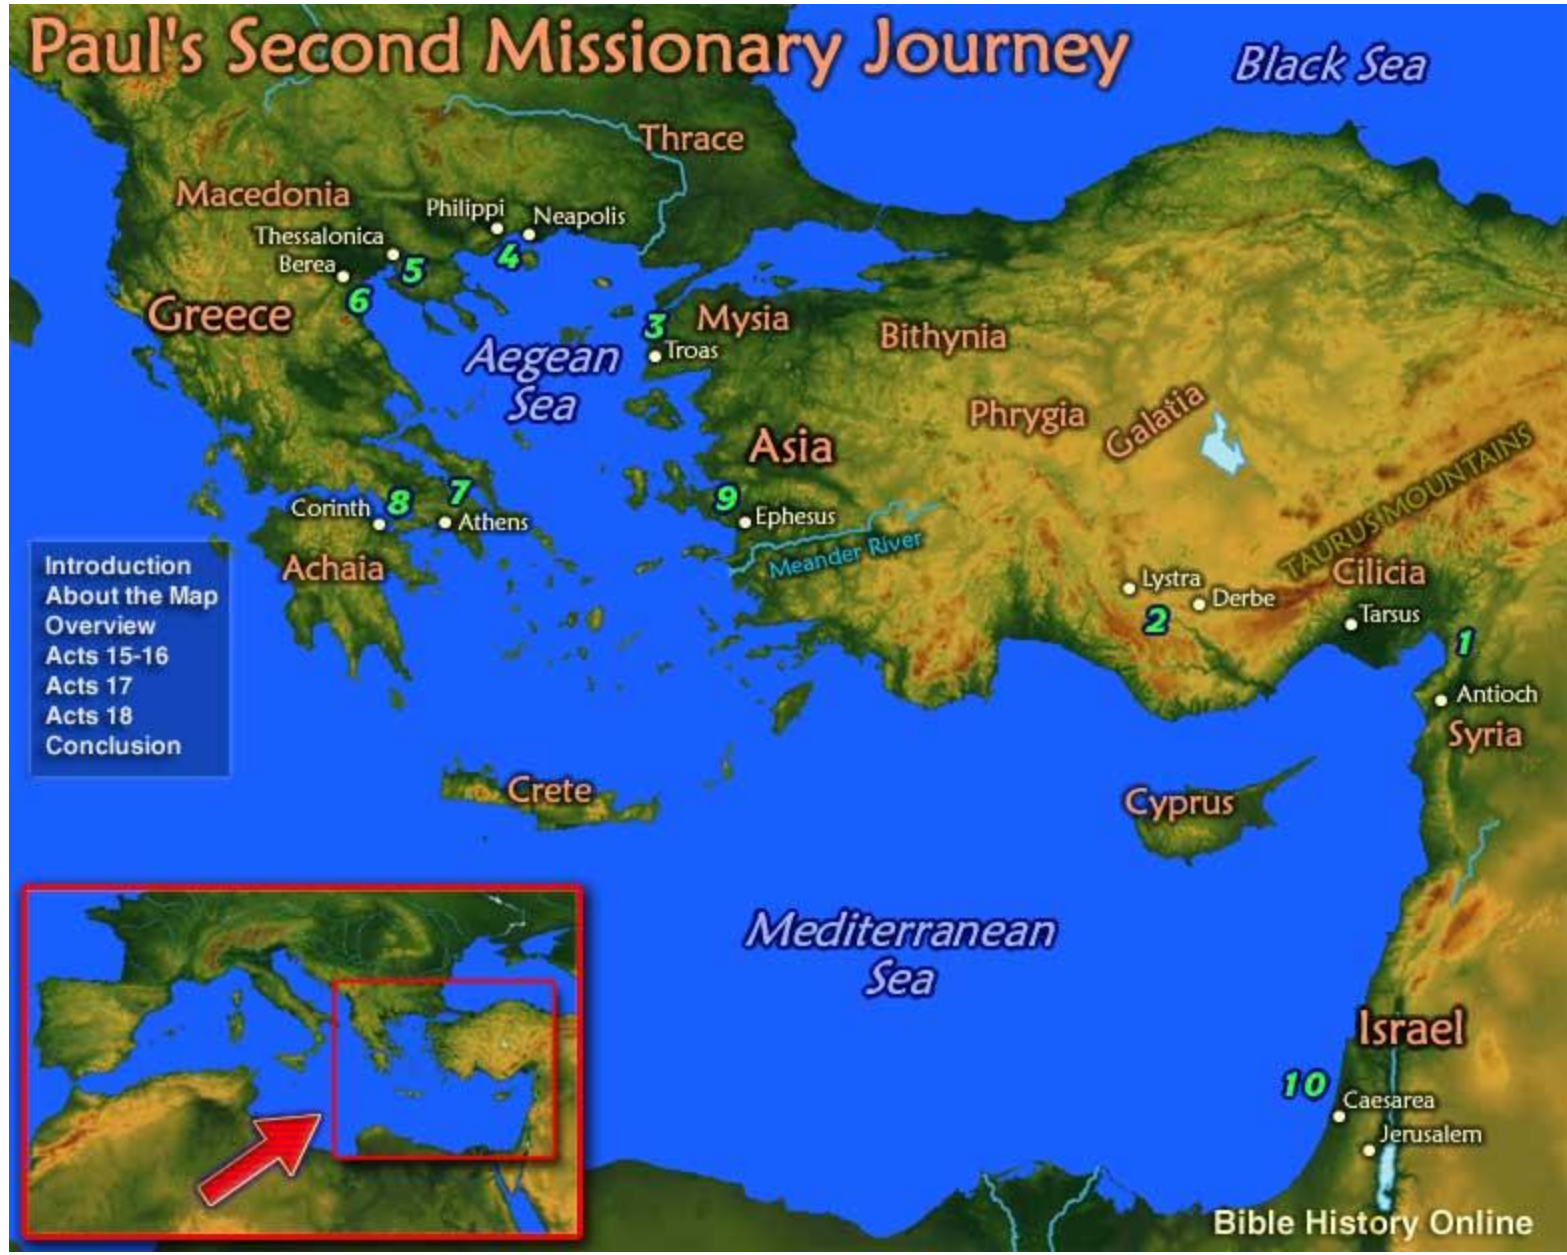 Paul's Second Missionary Journey
Black Sea
Thrace
Macedonia
Philippi
Neapolis
Thessalonica
4
Berea
5
6
Greece
3
Mysia
Troas
Bithynia
Aegean
Sea
Phrygia
Galatia
Asia
TAURUS MOUNTAINS
Corinth
8
7
Athens
9
Ephesus
Meander River
Achaia
Lystra
Derbe
2
Cilicia
Tarsus
1
Antioch
Syria
Introduction
About the Map
Overview
Acts 15-16
Acts 17
Acts 18
Conclusion
Crete
Cyprus
Mediterranean
Sea
Israel
10
Caesarea
Jerusalem
Bible History Online